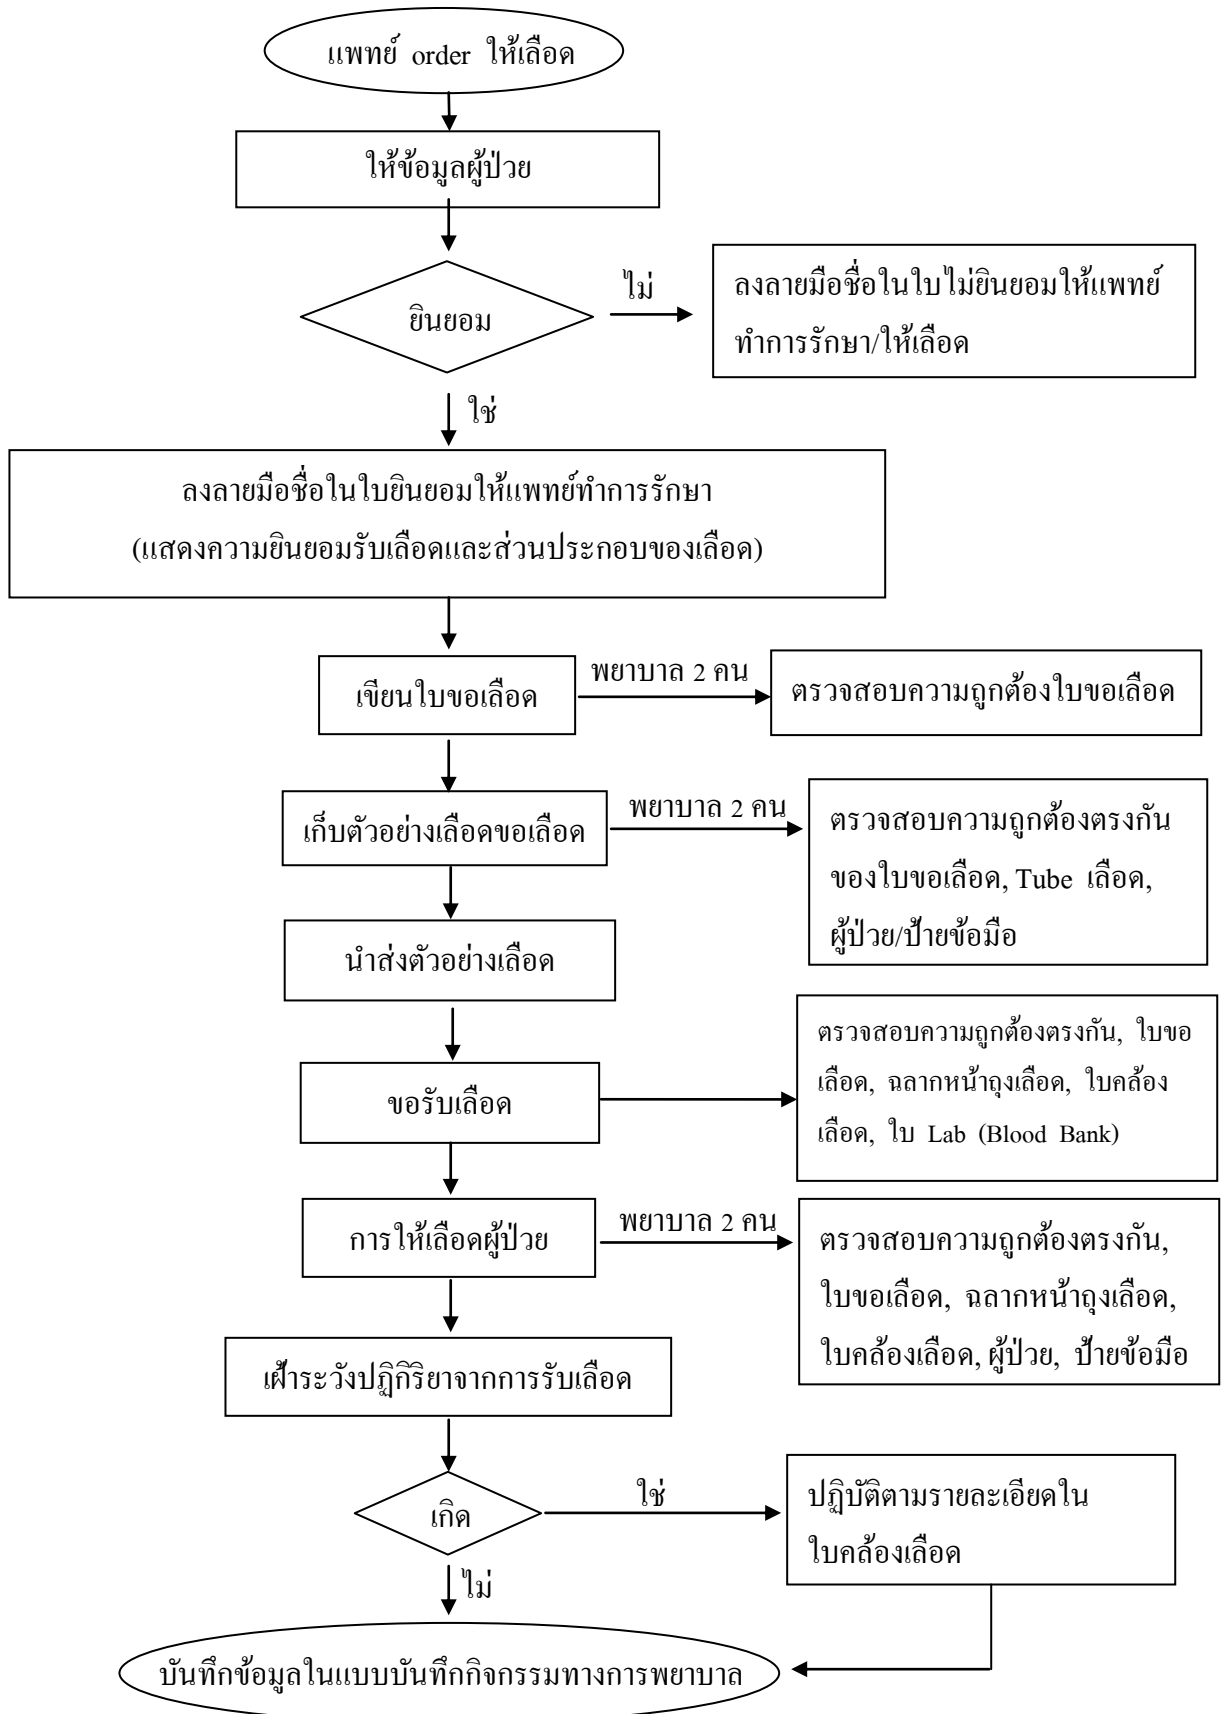 แพทย์ order ให้เลือด
ให้ข้อมูลผู้ป่วย
ยินยอม
ไม่
ลงลายมือชื่อในใบไม่ยินยอมให้แพทย์
ทำการรักษา/ให้เลือด
ใช่
ลงลายมือชื่อในใบยินยอมให้แพทย์ทำการรักษา
(แสดงความยินยอมรับเลือดและส่วนประกอบของเลือด)
เขียนใบขอเลือด
พยาบาล 2 คน
ตรวจสอบความถูกต้องใบขอเลือด
เก็บตัวอย่างเลือดขอเลือด
พยาบาล 2 คน
ตรวจสอบความถูกต้องตรงกัน
ของใบขอเลือด, Tube เลือด,
ผู้ป่วย/ป้ายข้อมือ
นำส่งตัวอย่างเลือด
ขอรับเลือด
ตรวจสอบความถูกต้องตรงกัน, ใบขอ
เลือด, ฉลากหน้าถุงเลือด, ใบคล้อง
เลือด, ใบ Lab (Blood Bank)
การให้เลือดผู้ป่วย
พยาบาล 2 คน
ตรวจสอบความถูกต้องตรงกัน,
ใบขอเลือด, ฉลากหน้าถุงเลือด,
ใบคล้องเลือด, ผู้ป่วย, ป้ายข้อมือ
เฝ้าระวังปฏิกิริยาจากการรับเลือด
เกิด
ใช่
ปฏิบัติตามรายละเอียดใน
ใบคล้องเลือด
ไม่
บันทึกข้อมูลในแบบบันทึกกิจกรรมทางการพยาบาล